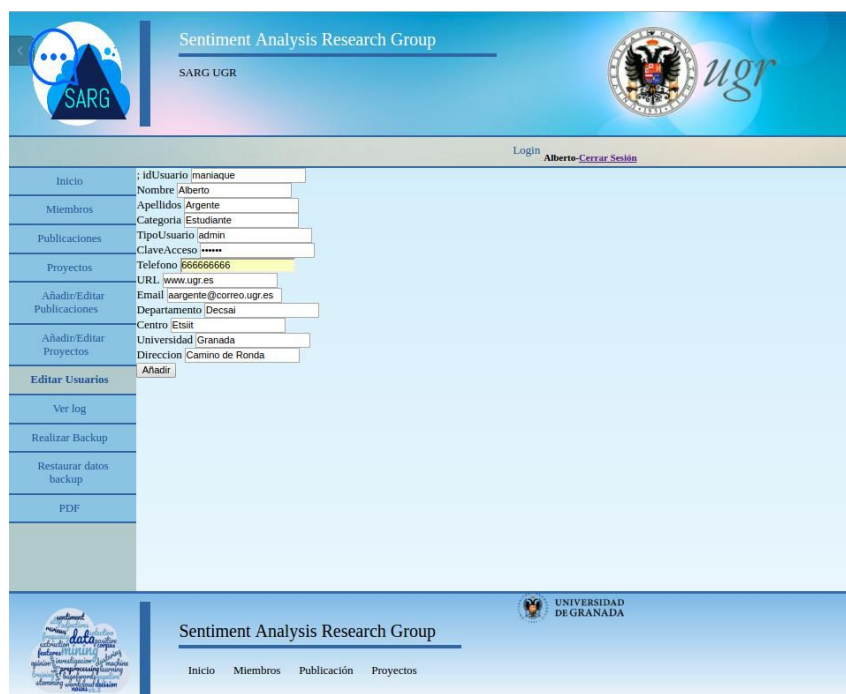 SARG
Sentiment Analysis Research Group
SARG UGR
ugr
Login Alberto-Cerrar Sesión
Inicio
Miembros
Publicaciones
Proyectos
Añadir/Editar
Publicaciones
Añadir/Editar
Proyectos
Editar Usuarios
Ver log
Realizar Backup
Restaurar datos
backup
PDF
; idUsuario maniaque
Nombre Alberto
Apellidos Argente
Categoria Estudiante
TipoUsuario admin
ClaveAcceso ••••••
Telefono 666666666
URL www.ugr.es
Email aargente@correo.ugr.es
Departamento Decsai
Centro Etsiit
Universidad Granada
Direccion Camino de Ronda
Añadir
sentiment
data
mining
Sentiment Analysis Research Group
Inicio Miembros Publicación Proyectos
UNIVERSIDAD
DE GRANADA